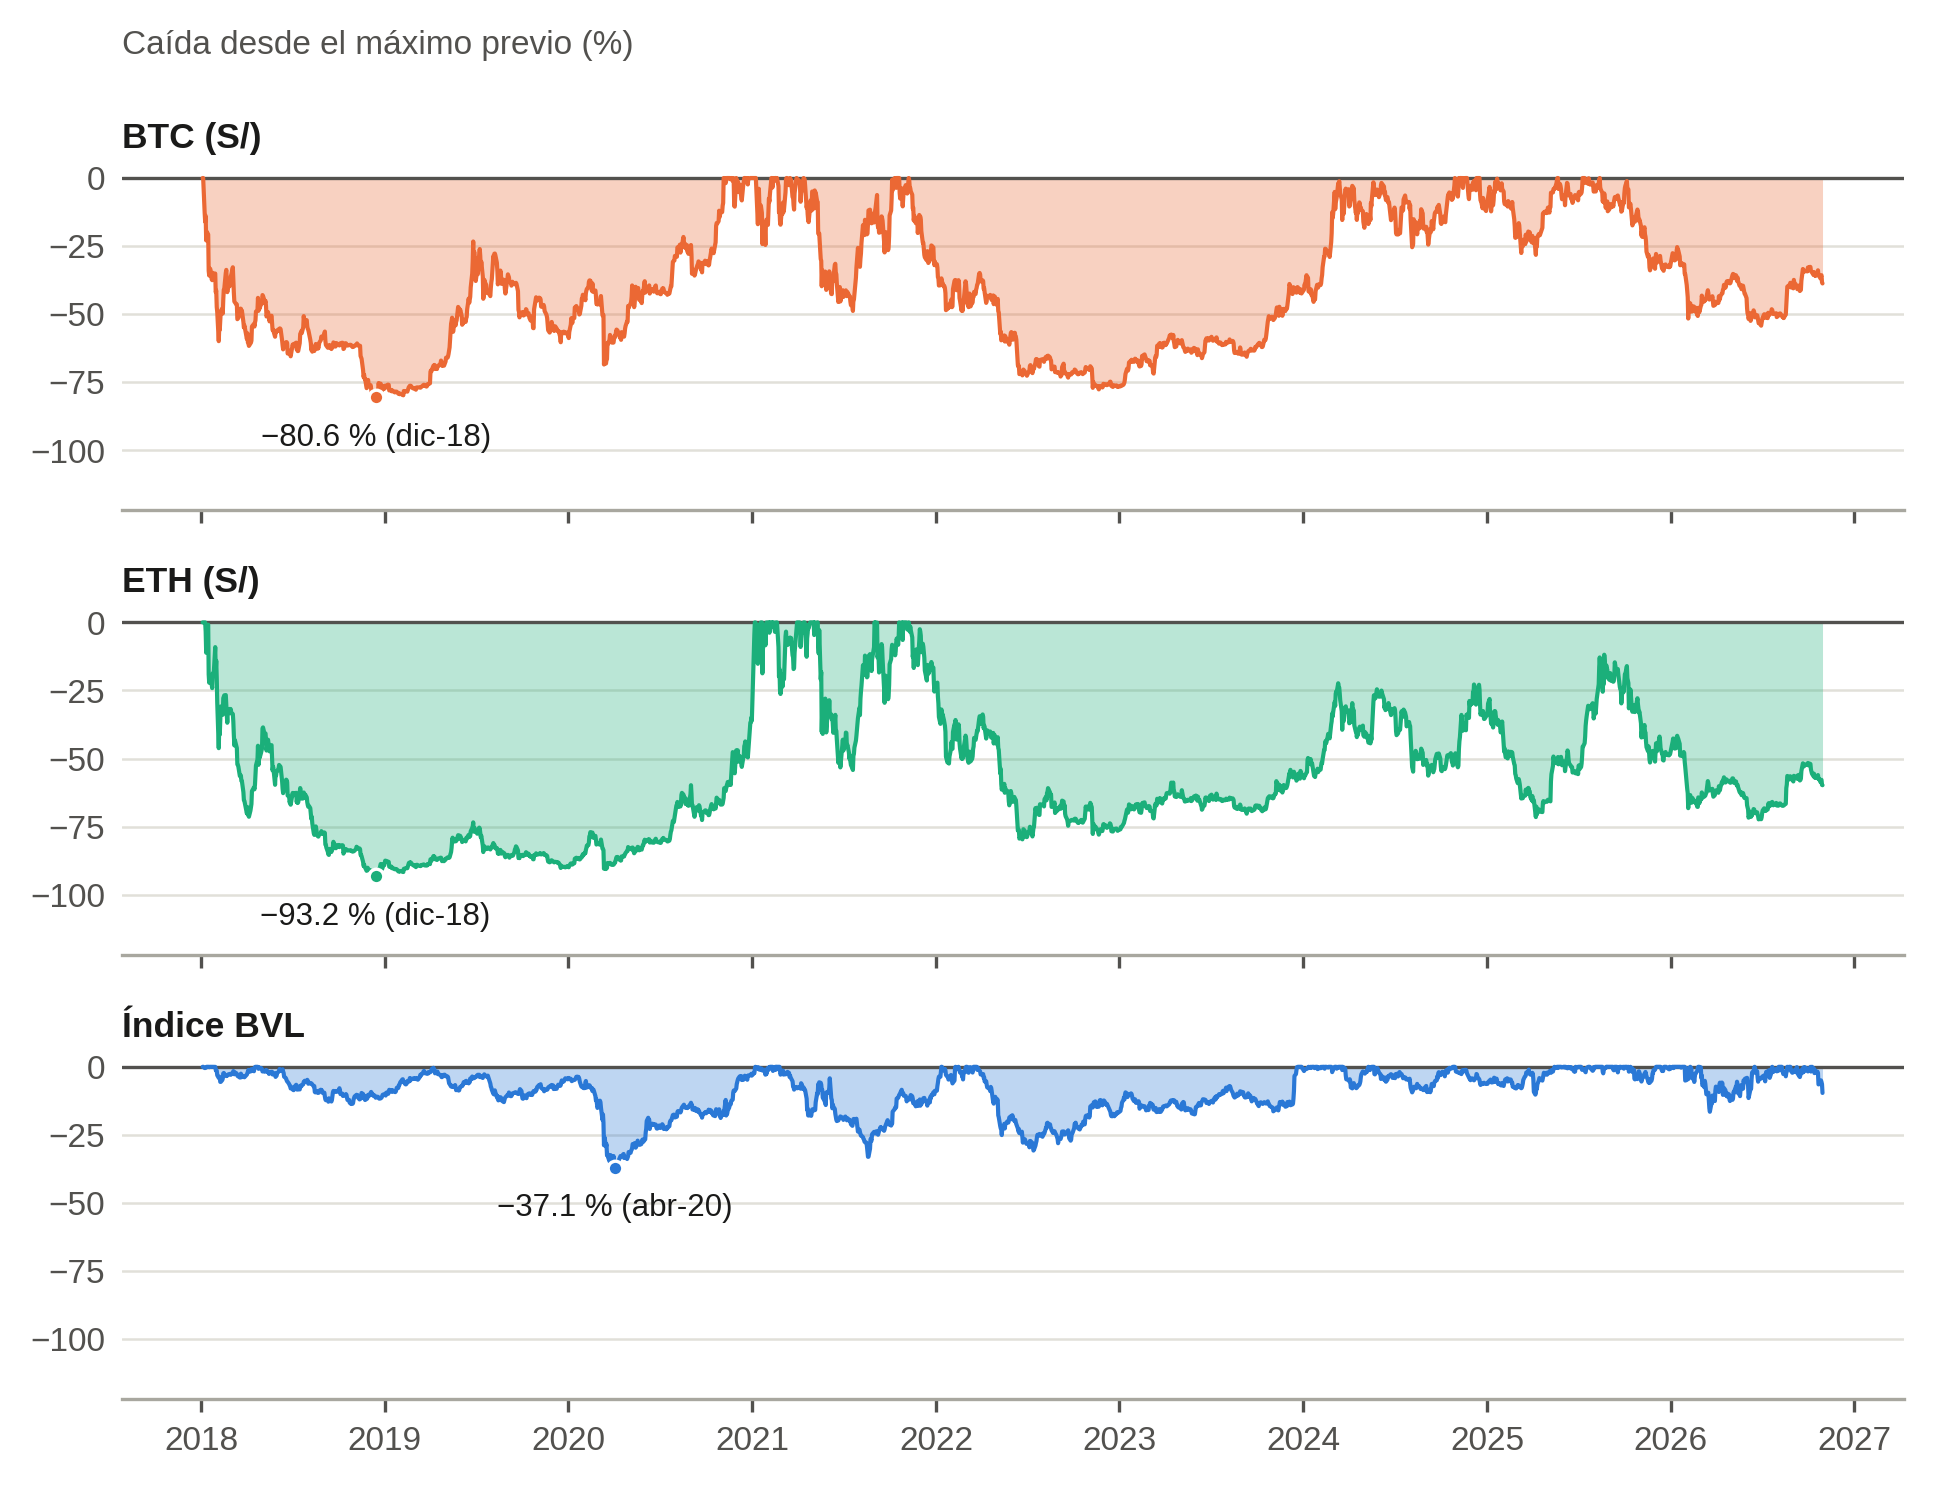 Caída desde el máximo previo (%)
BTC (S/)
0
−25
−50
−75
−100
−80.6 % (dic-18)
ETH (S/)
0
−25
−50
−75
−100
−93.2 % (dic-18)
Índice BVL
0
−25
−50
−75
−100
−37.1 % (abr-20)
2018 2019 2020 2021 2022 2023 2024 2025 2026 2027